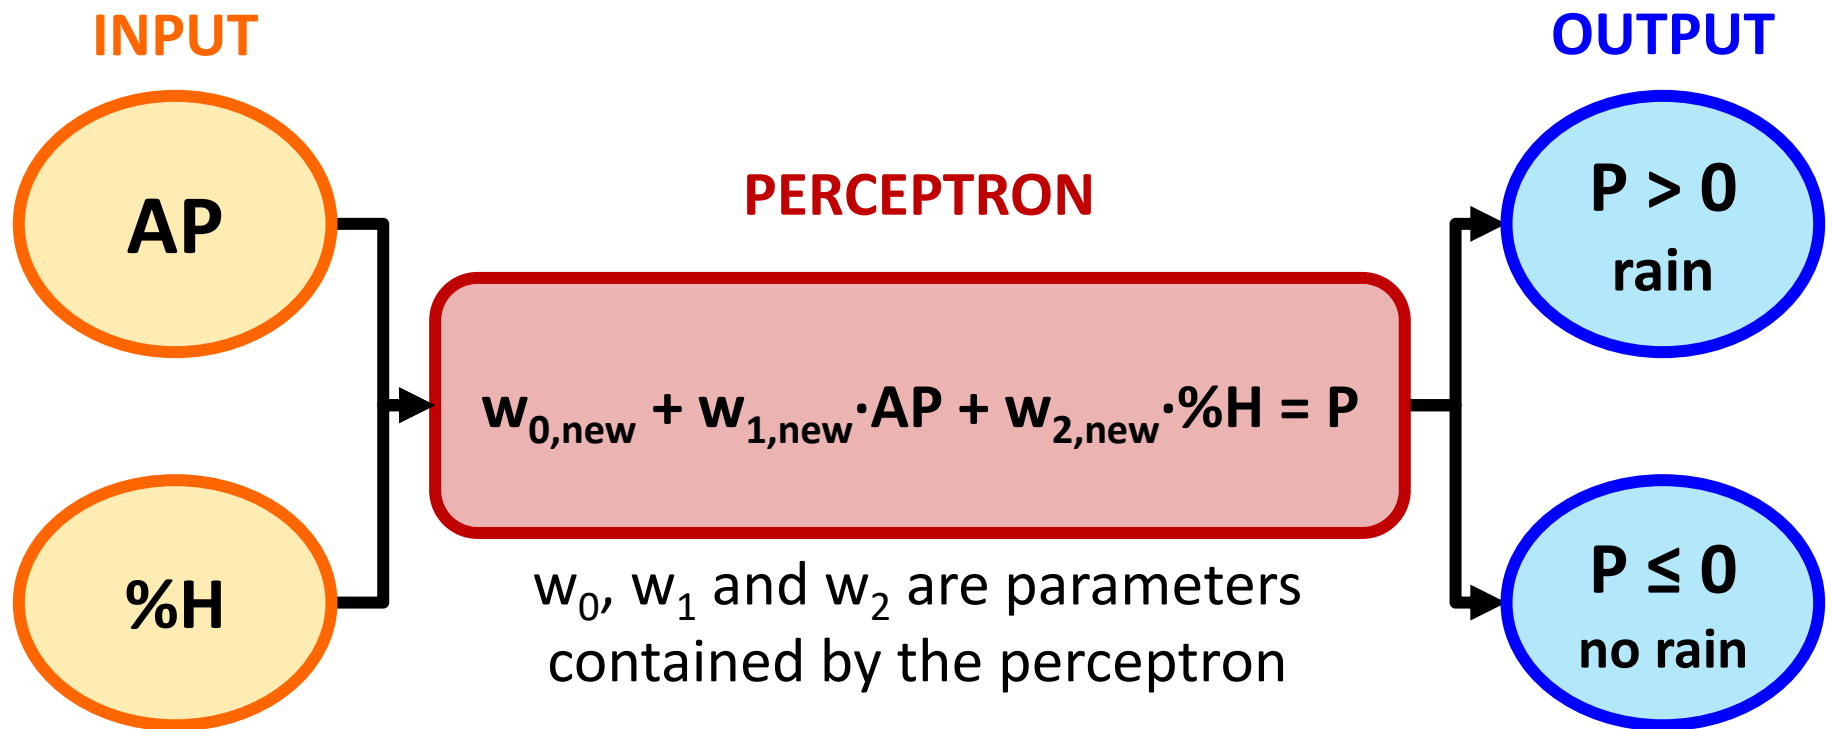 INPUT
OUTPUT
AP
%H
PERCEPTRON
w0,new + w1,new·AP + w2,new·%H = P
w0, w1 and w2 are parameters
contained by the perceptron
P > 0
rain
P ≤ 0
no rain